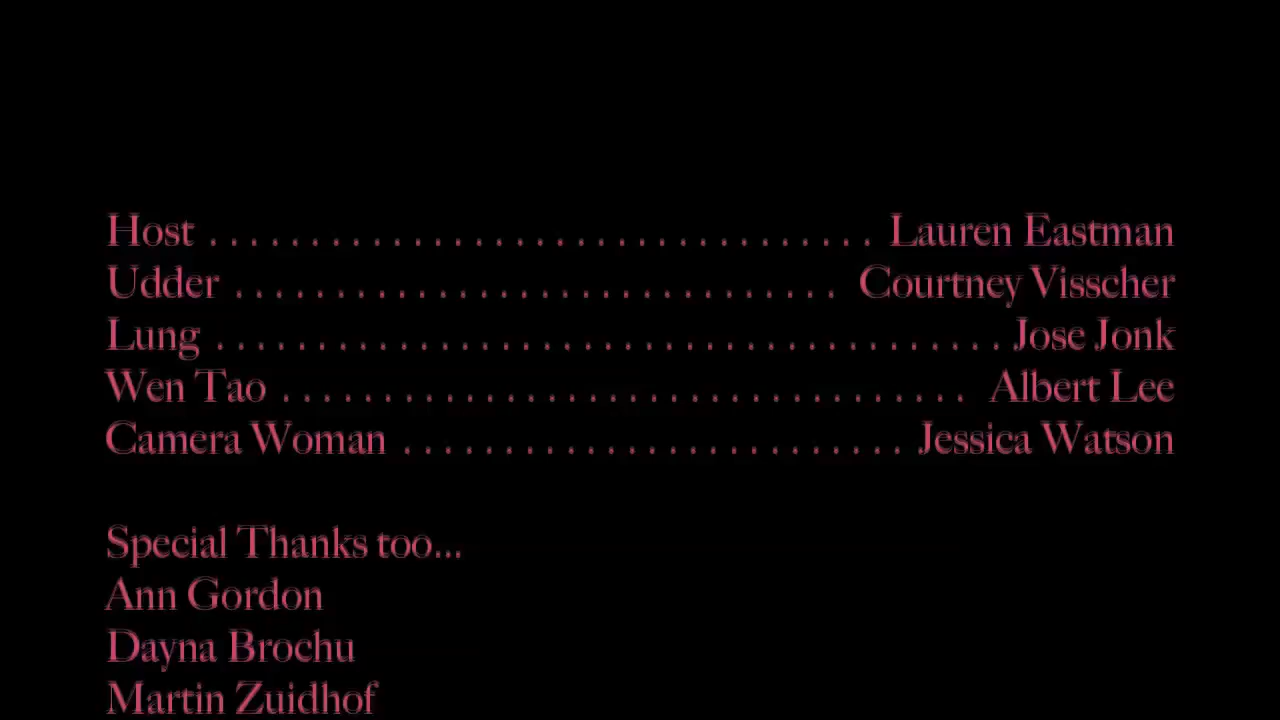 Host . . . . . . . . . . . . . . . . . . . . . . . . . . . . . . . . . Lauren Eastman
Udder . . . . . . . . . . . . . . . . . . . . . . . . . . . . . . Courtney Visscher
Lung . . . . . . . . . . . . . . . . . . . . . . . . . . . . . . . . . . . . . . . Jose Jonk
Wen Tao . . . . . . . . . . . . . . . . . . . . . . . . . . . . . . . . . . Albert Lee
Camera Woman . . . . . . . . . . . . . . . . . . . . . . . . . . Jessica Watson
Special Thanks too...
Ann Gordon
Dayna Brochu
Martin Zuidhof